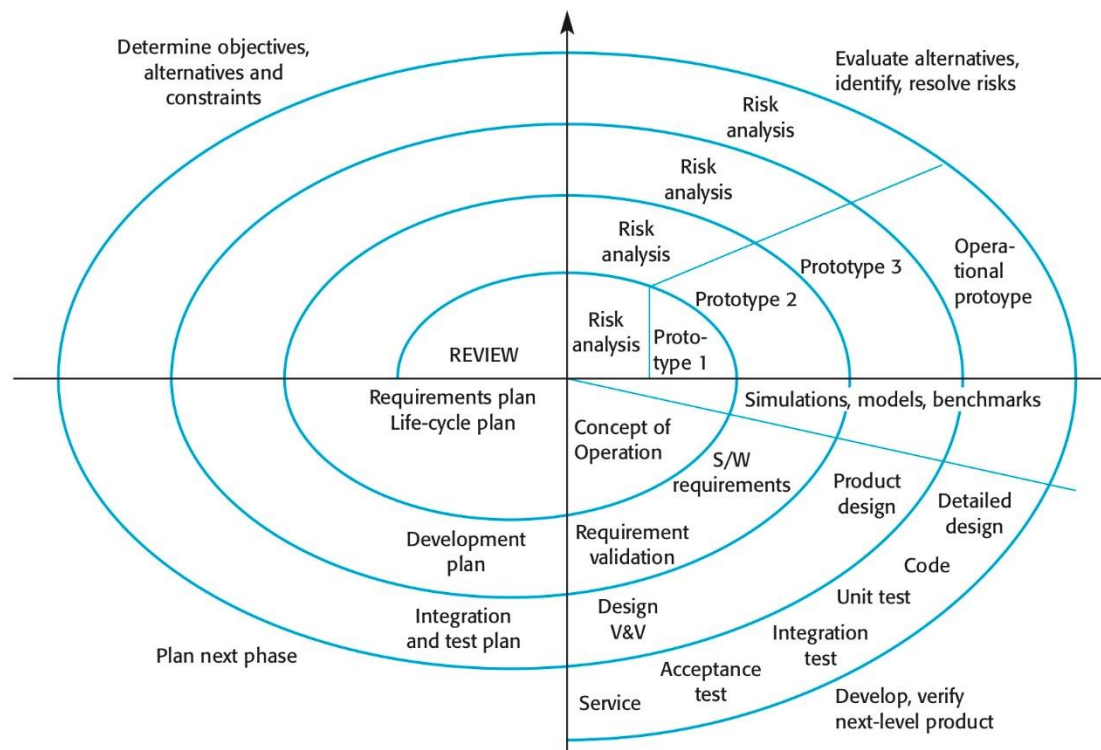 Determine objectives,
alternatives and
constraints
Evaluate alternatives,
identify, resolve risks
Risk
analysis
Risk
analysis
Risk
analysis
Risk
analysis
Proto-
type 1
Prototype 2
Prototype 3
Opera-
tional
protoype
REVIEW
Requirements plan
Life-cycle plan
Simulations, models, benchmarks
Concept of
Operation
S/W
requirements
Product
design
Detailed
design
Development
plan
Requirement
validation
Code
Unit test
Integration
and test plan
Design
V&V
Integration
test
Acceptance
test
Service
Plan next phase
Develop, verify
next-level product